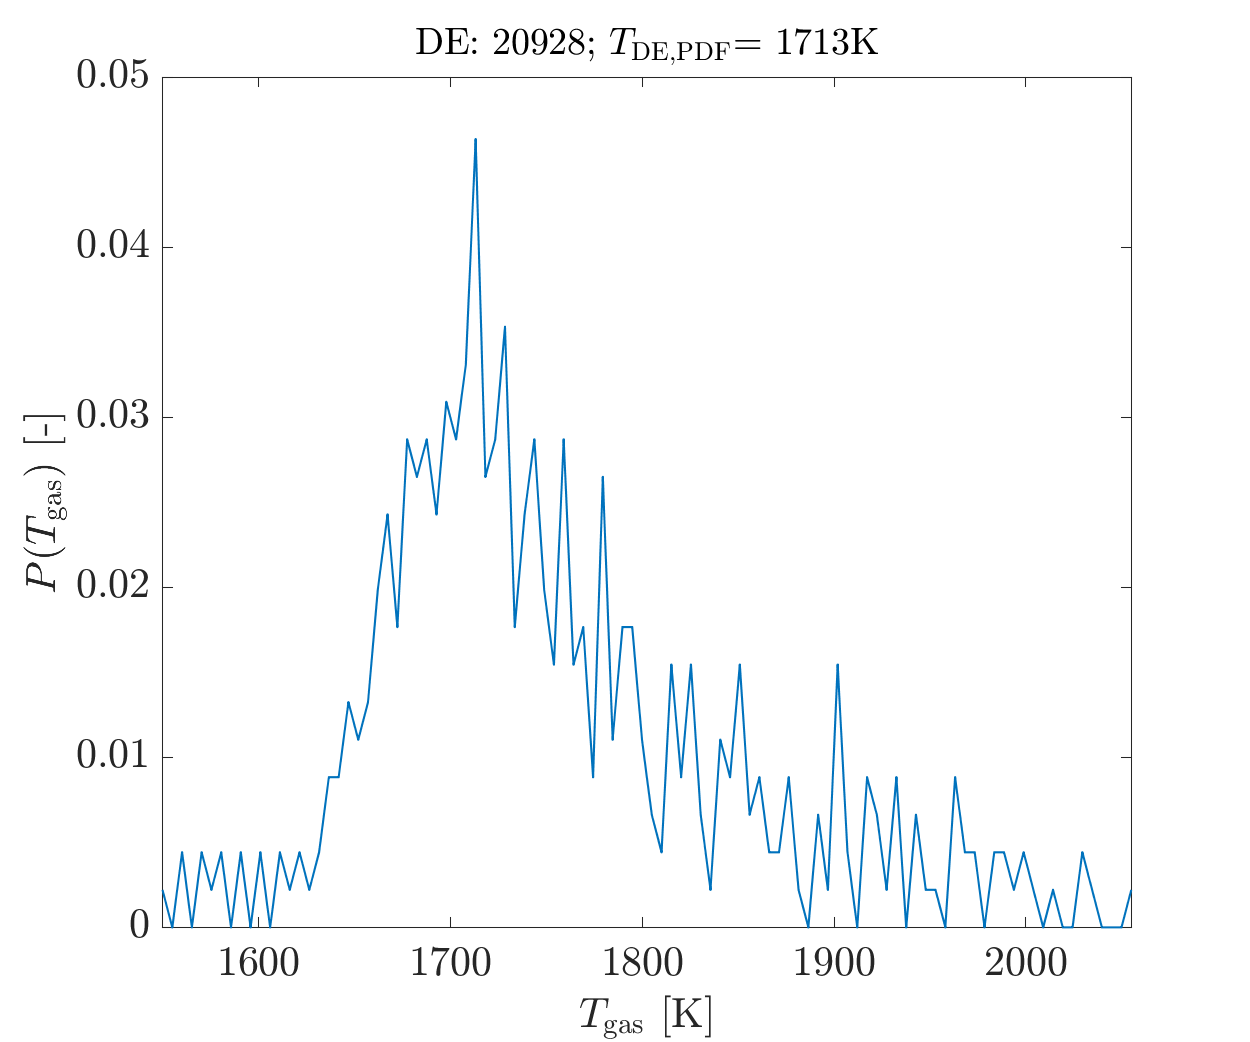 DE: 20928; T_DE,PDF= 1713K
0.05
0.04
0.03
0.02
0.01
0
P(T_gas) [-]
1600 1700 1800 1900 2000
T_gas [K]